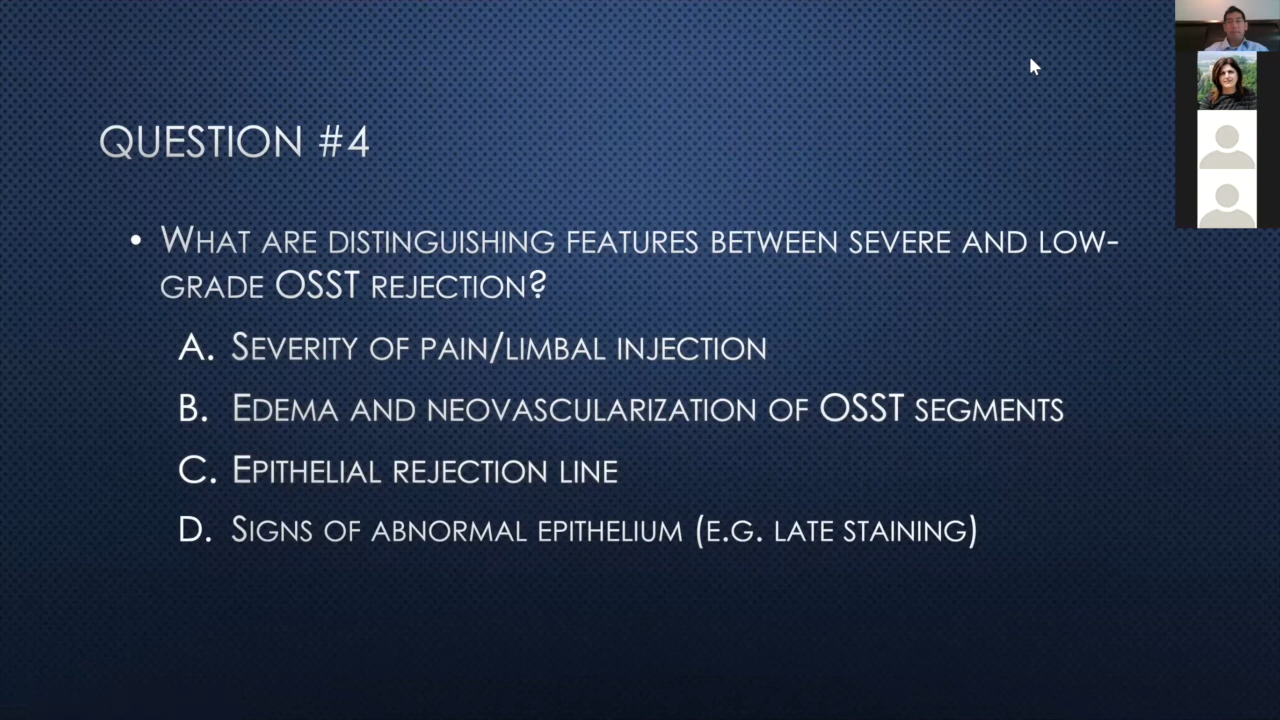 QUESTION #4
• WHAT ARE DISTINGUISHING FEATURES BETWEEN SEVERE AND LOW-
GRADE OSST REJECTION?
A. SEVERITY OF PAIN/LIMBAL INJECTION
B. EDEMA AND NEOVASCULARIZATION OF OSST SEGMENTS
C. EPITHELIAL REJECTION LINE
D. SIGNS OF ABNORMAL EPITHELIUM (E.G. LATE STAINING)